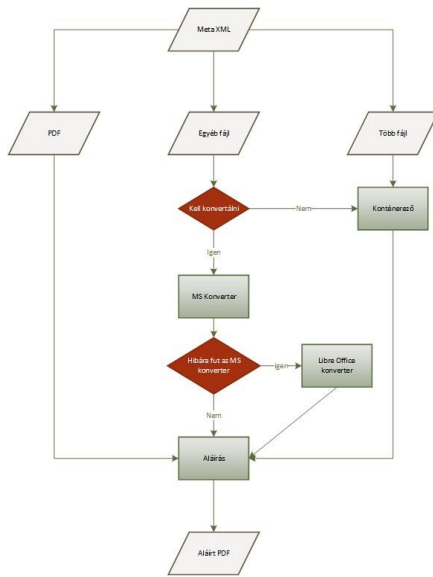 Meta XML
PDF
Egyéb fájl
Több fájl
Kell konvertálni
Nem
Konténerező
Igen
MS Konverter
Hibára fut az MS
konverter
igen
Libre Office
konverter
Nem
Aláírás
Aláírt PDF